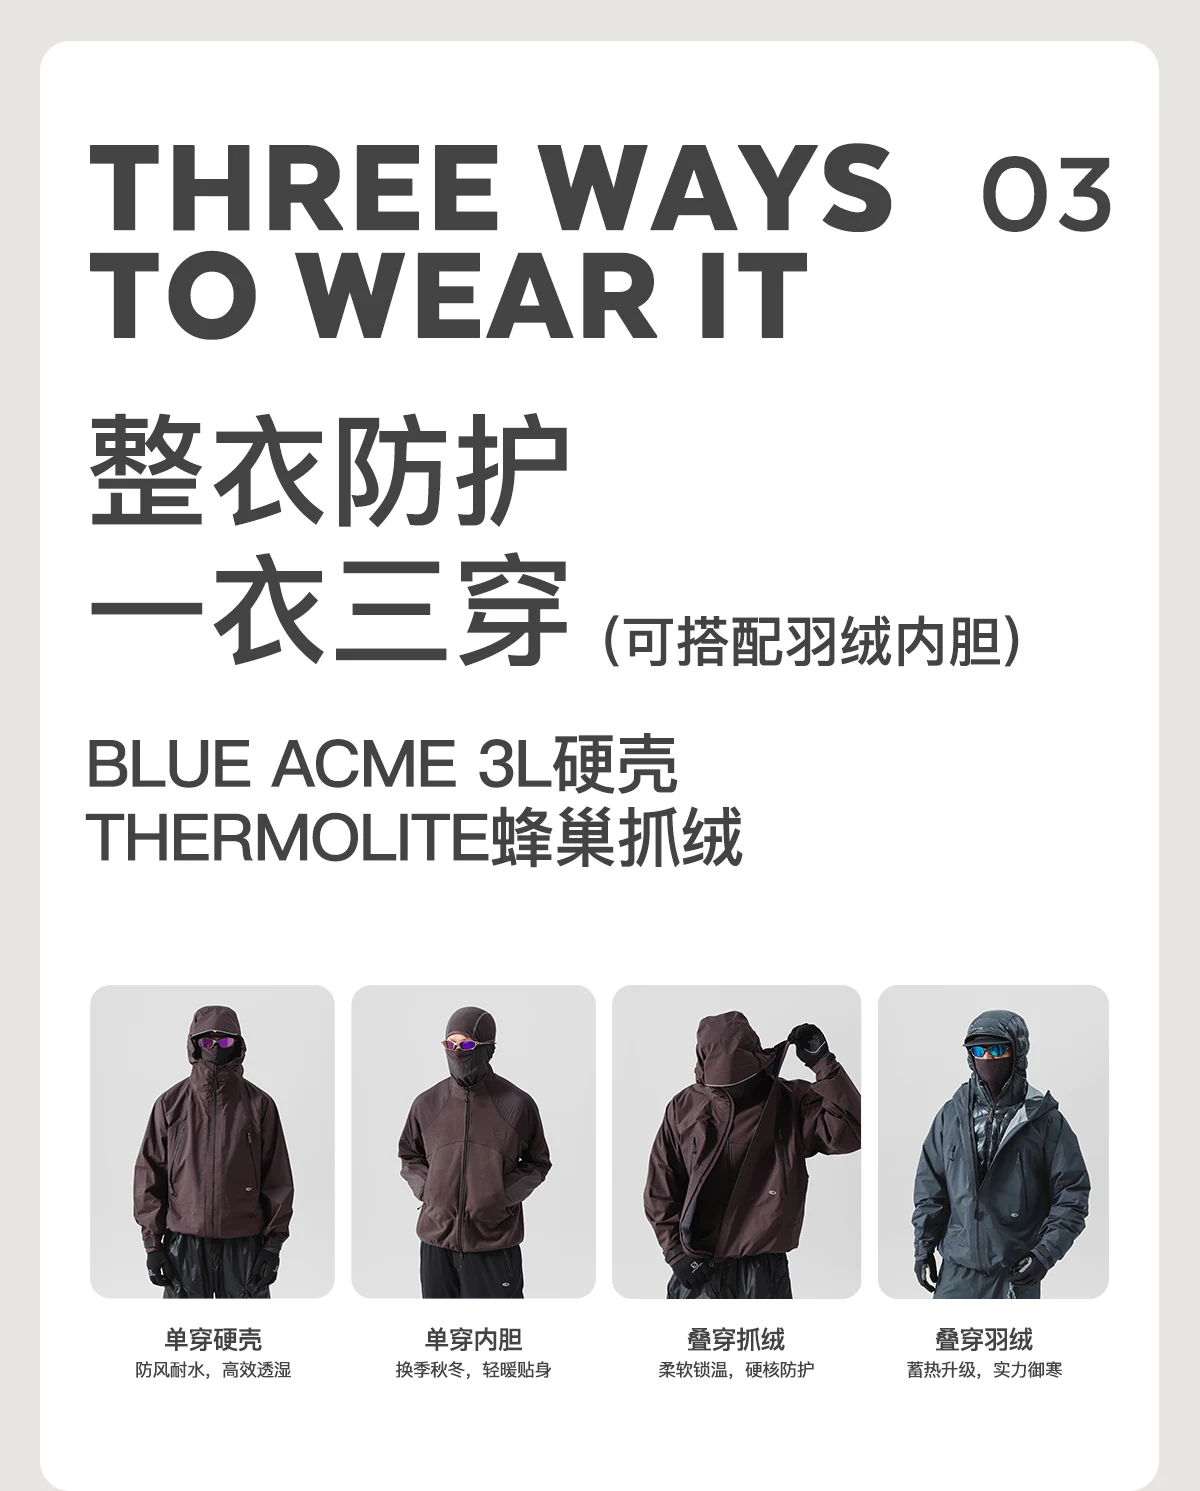 THREE WAYS 03
TO WEAR IT
整衣防护
一衣三穿 (可搭配羽绒内胆)
BLUE ACME 3L硬壳
THERMOLITE蜂巢抓绒
单穿硬壳
防风耐水，高效透湿
单穿内胆
换季秋冬，轻暖贴身
叠穿抓绒
柔软锁温，硬核防护
叠穿羽绒
蓄热升级，实力御寒